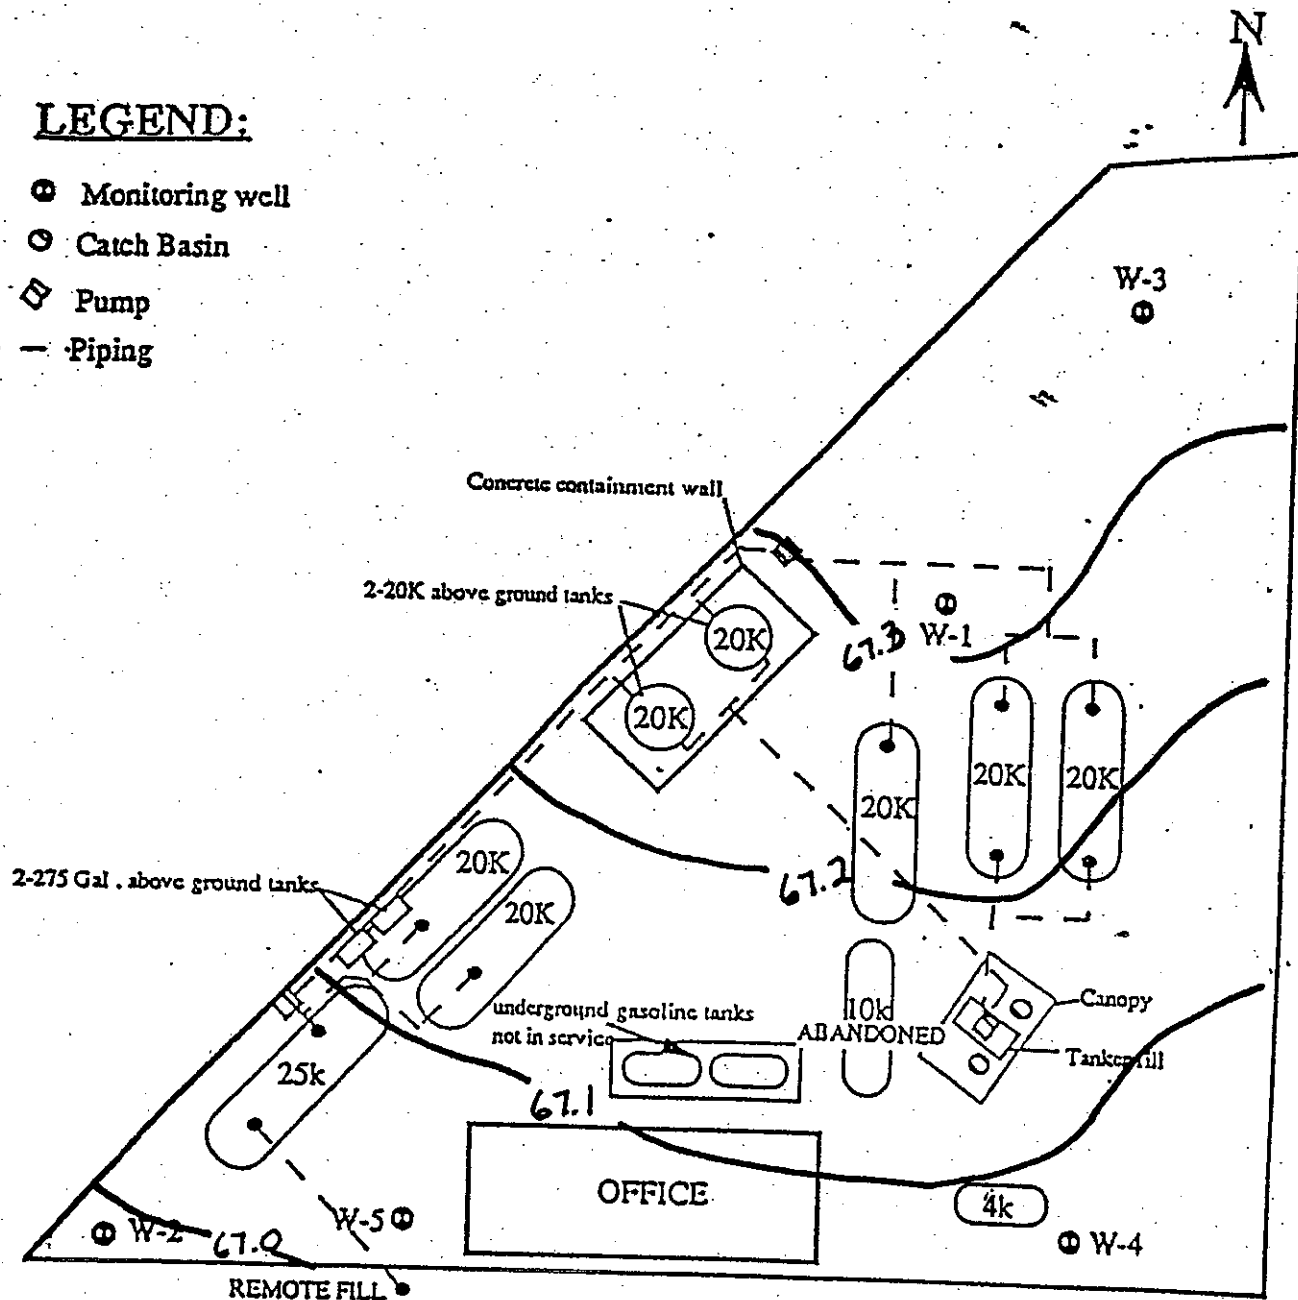 N
LEGEND:
Monitoring well
Catch Basin
Pump
Piping
W-3
Concrete containment wall
2-20K above ground tanks
20K
W-1
67.3
20K
20K
20K
20K
20K
67.2
2-275 Gal . above ground tanks
20K
underground gasoline tanks
not in service
10k
ABANDONED
Canopy
Tanker fill
25k
67.1
OFFICE
4k
W-2
67.0
W-5
W-4
REMOTE FILL